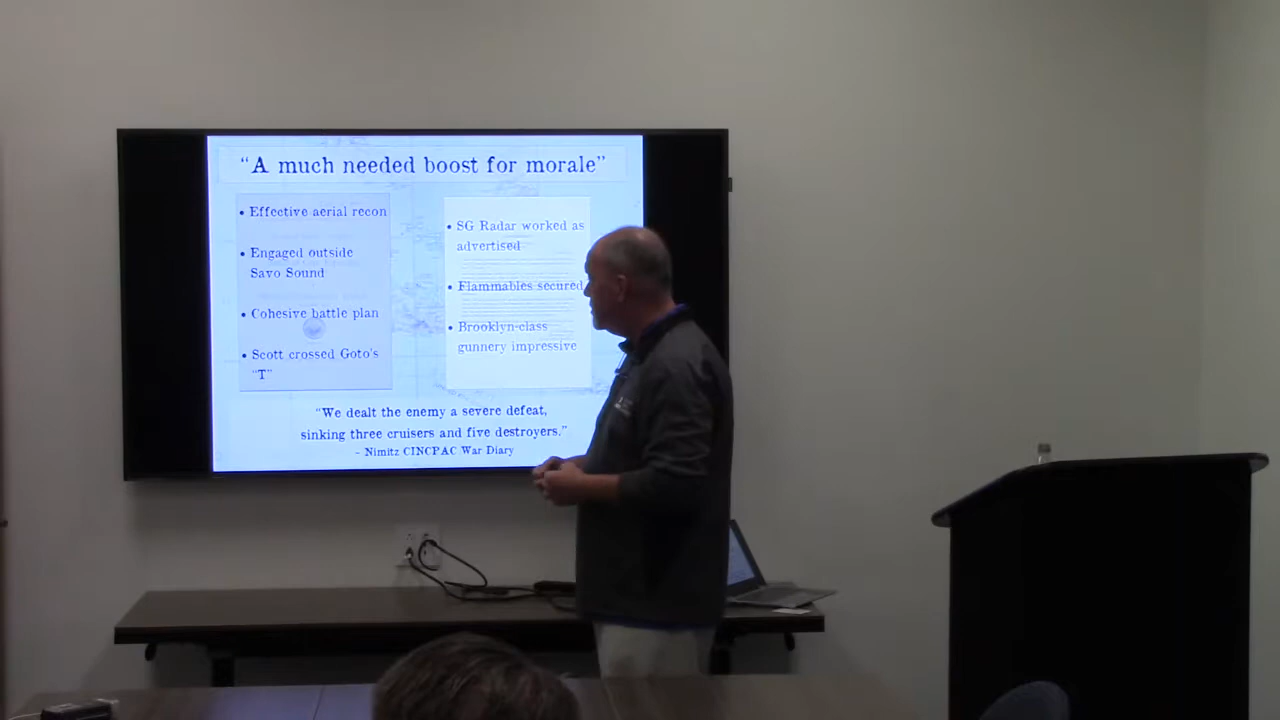 “A much needed boost for morale”
• Effective aerial recon
• Engaged outside
Savo Sound
• Cohesive battle plan
• Scott crossed Goto's
“T”
• SG Radar worked as
advertised
• Flammables secured
• Brooklyn-class
gunnery impressive
“We dealt the enemy a severe defeat,
sinking three cruisers and five destroyers.”
– Nimitz CINCPAC War Diary